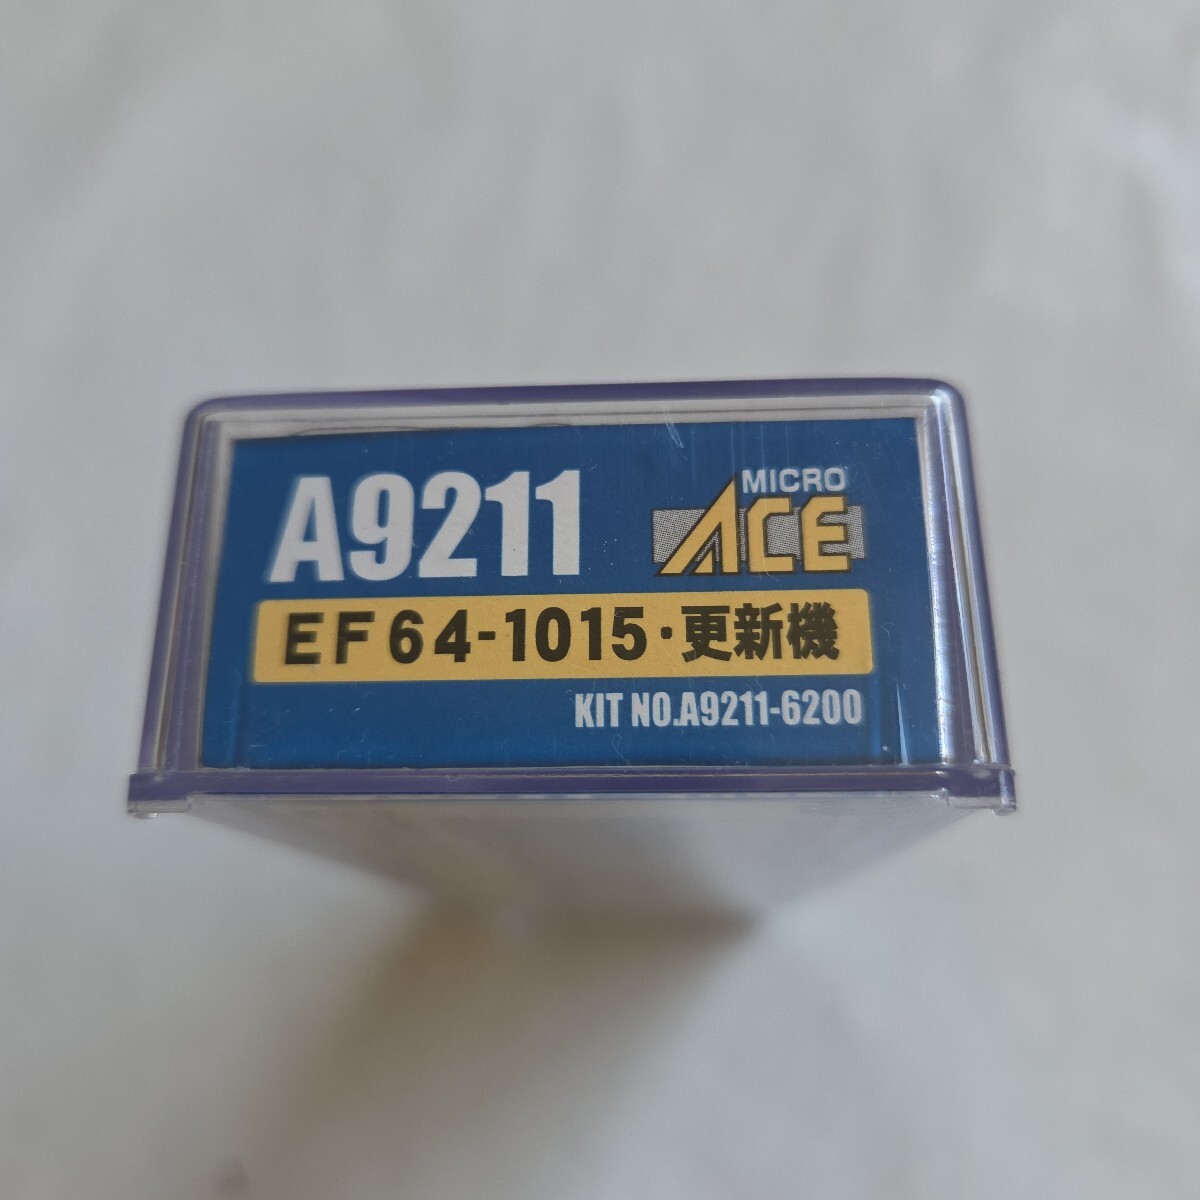 A9211
MICRO
ACE
EF64-1015・更新機
KIT NO.A9211-6200